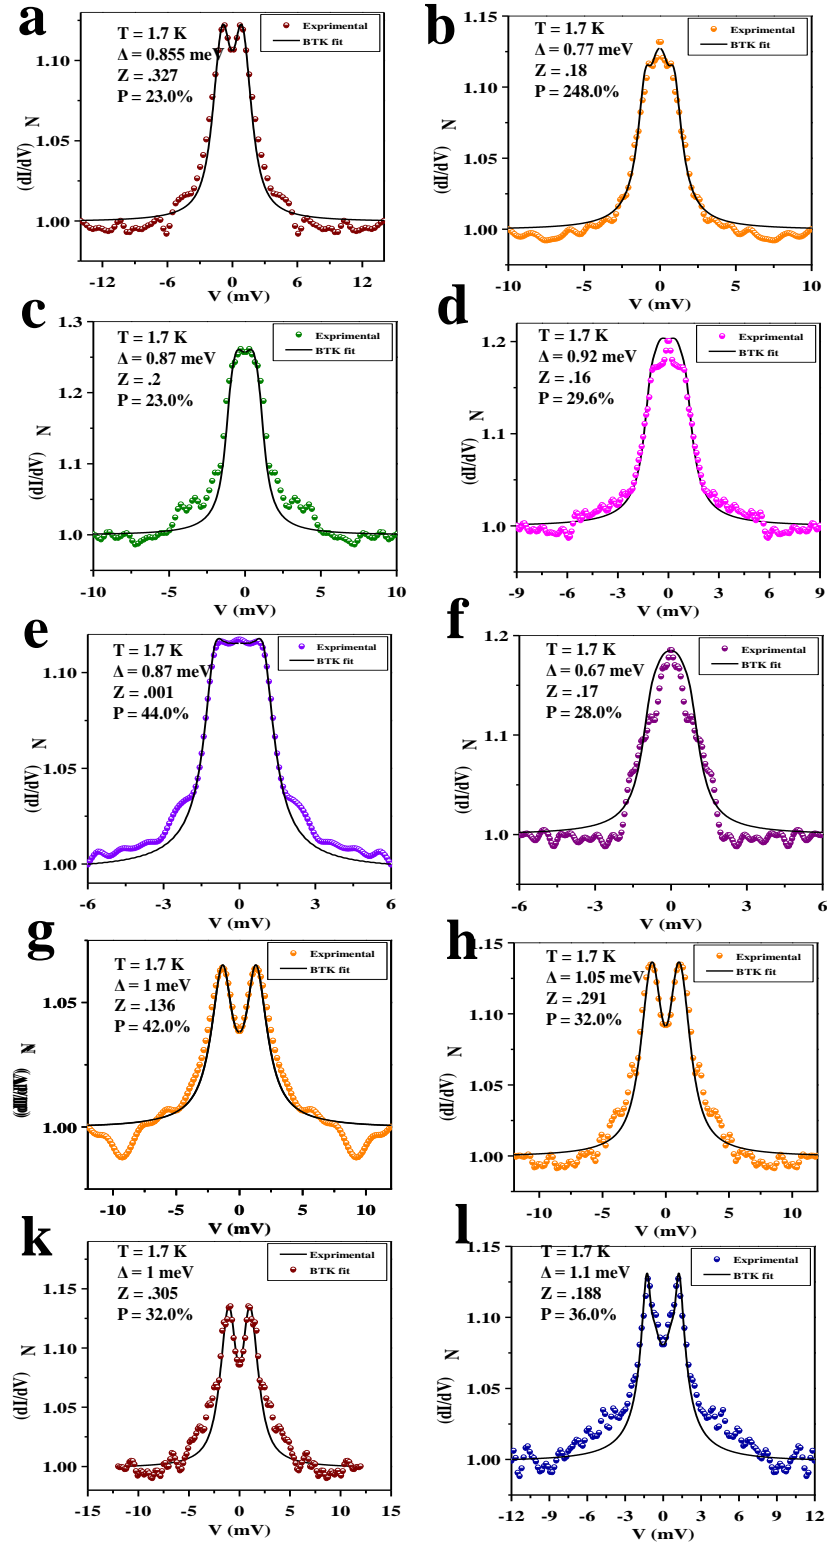 a
T = 1.7 K
Δ = 0.855 meV
Z = .327
P = 23.0%
Exprimental
BTK fit
(dI/dV) N
1.10
1.05
1.00
-12 -6 0 6 12
V (mV)
b
T = 1.7 K
Δ = 0.77 meV
Z = .18
P = 248.0%
Exprimental
BTK fit
(dI/dV) N
1.15
1.10
1.05
1.00
-10 -5 0 5 10
V (mV)
c
T = 1.7 K
Δ = 0.87 meV
Z = .2
P = 23.0%
Exprimental
BTK fit
(dI/dV) N
1.3
1.2
1.1
1.0
-10 -5 0 5 10
V (mV)
d
T = 1.7 K
Δ = 0.92 meV
Z = .16
P = 29.6%
Exprimental
BTK fit
(dI/dV) N
1.2
1.1
1.0
-9 -6 -3 0 3 6 9
V (mV)
e
T = 1.7 K
Δ = 0.87 meV
Z = .001
P = 44.0%
Exprimental
BTK fit
(dI/dV) N
1.10
1.05
1.00
-6 -3 0 3 6
V (mV)
f
T = 1.7 K
Δ = 0.67 meV
Z = .17
P = 28.0%
Exprimental
BTK fit
(dI/dV) N
1.2
1.1
1.0
-6 -4 -2 0 2 4 6
V (mV)
g
T = 1.7 K
Δ = 1 meV
Z = .136
P = 42.0%
Exprimental
BTK fit
(dI/dV) N
1.05
1.00
-10 -5 0 5 10
V (mV)
h
T = 1.7 K
Δ = 1.05 meV
Z = .291
P = 32.0%
Exprimental
BTK fit
(dI/dV) N
1.15
1.10
1.05
1.00
-10 -5 0 5 10
V (mV)
k
T = 1.7 K
Δ = 1 meV
Z = .305
P = 32.0%
Exprimental
BTK fit
(dI/dV) N
1.15
1.10
1.05
1.00
-15 -10 -5 0 5 10 15
V (mV)
l
T = 1.7 K
Δ = 1.1 meV
Z = .188
P = 36.0%
Exprimental
BTK fit
(dI/dV) N
1.15
1.10
1.05
1.00
-12 -9 -6 -3 0 3 6 9 12
V (mV)